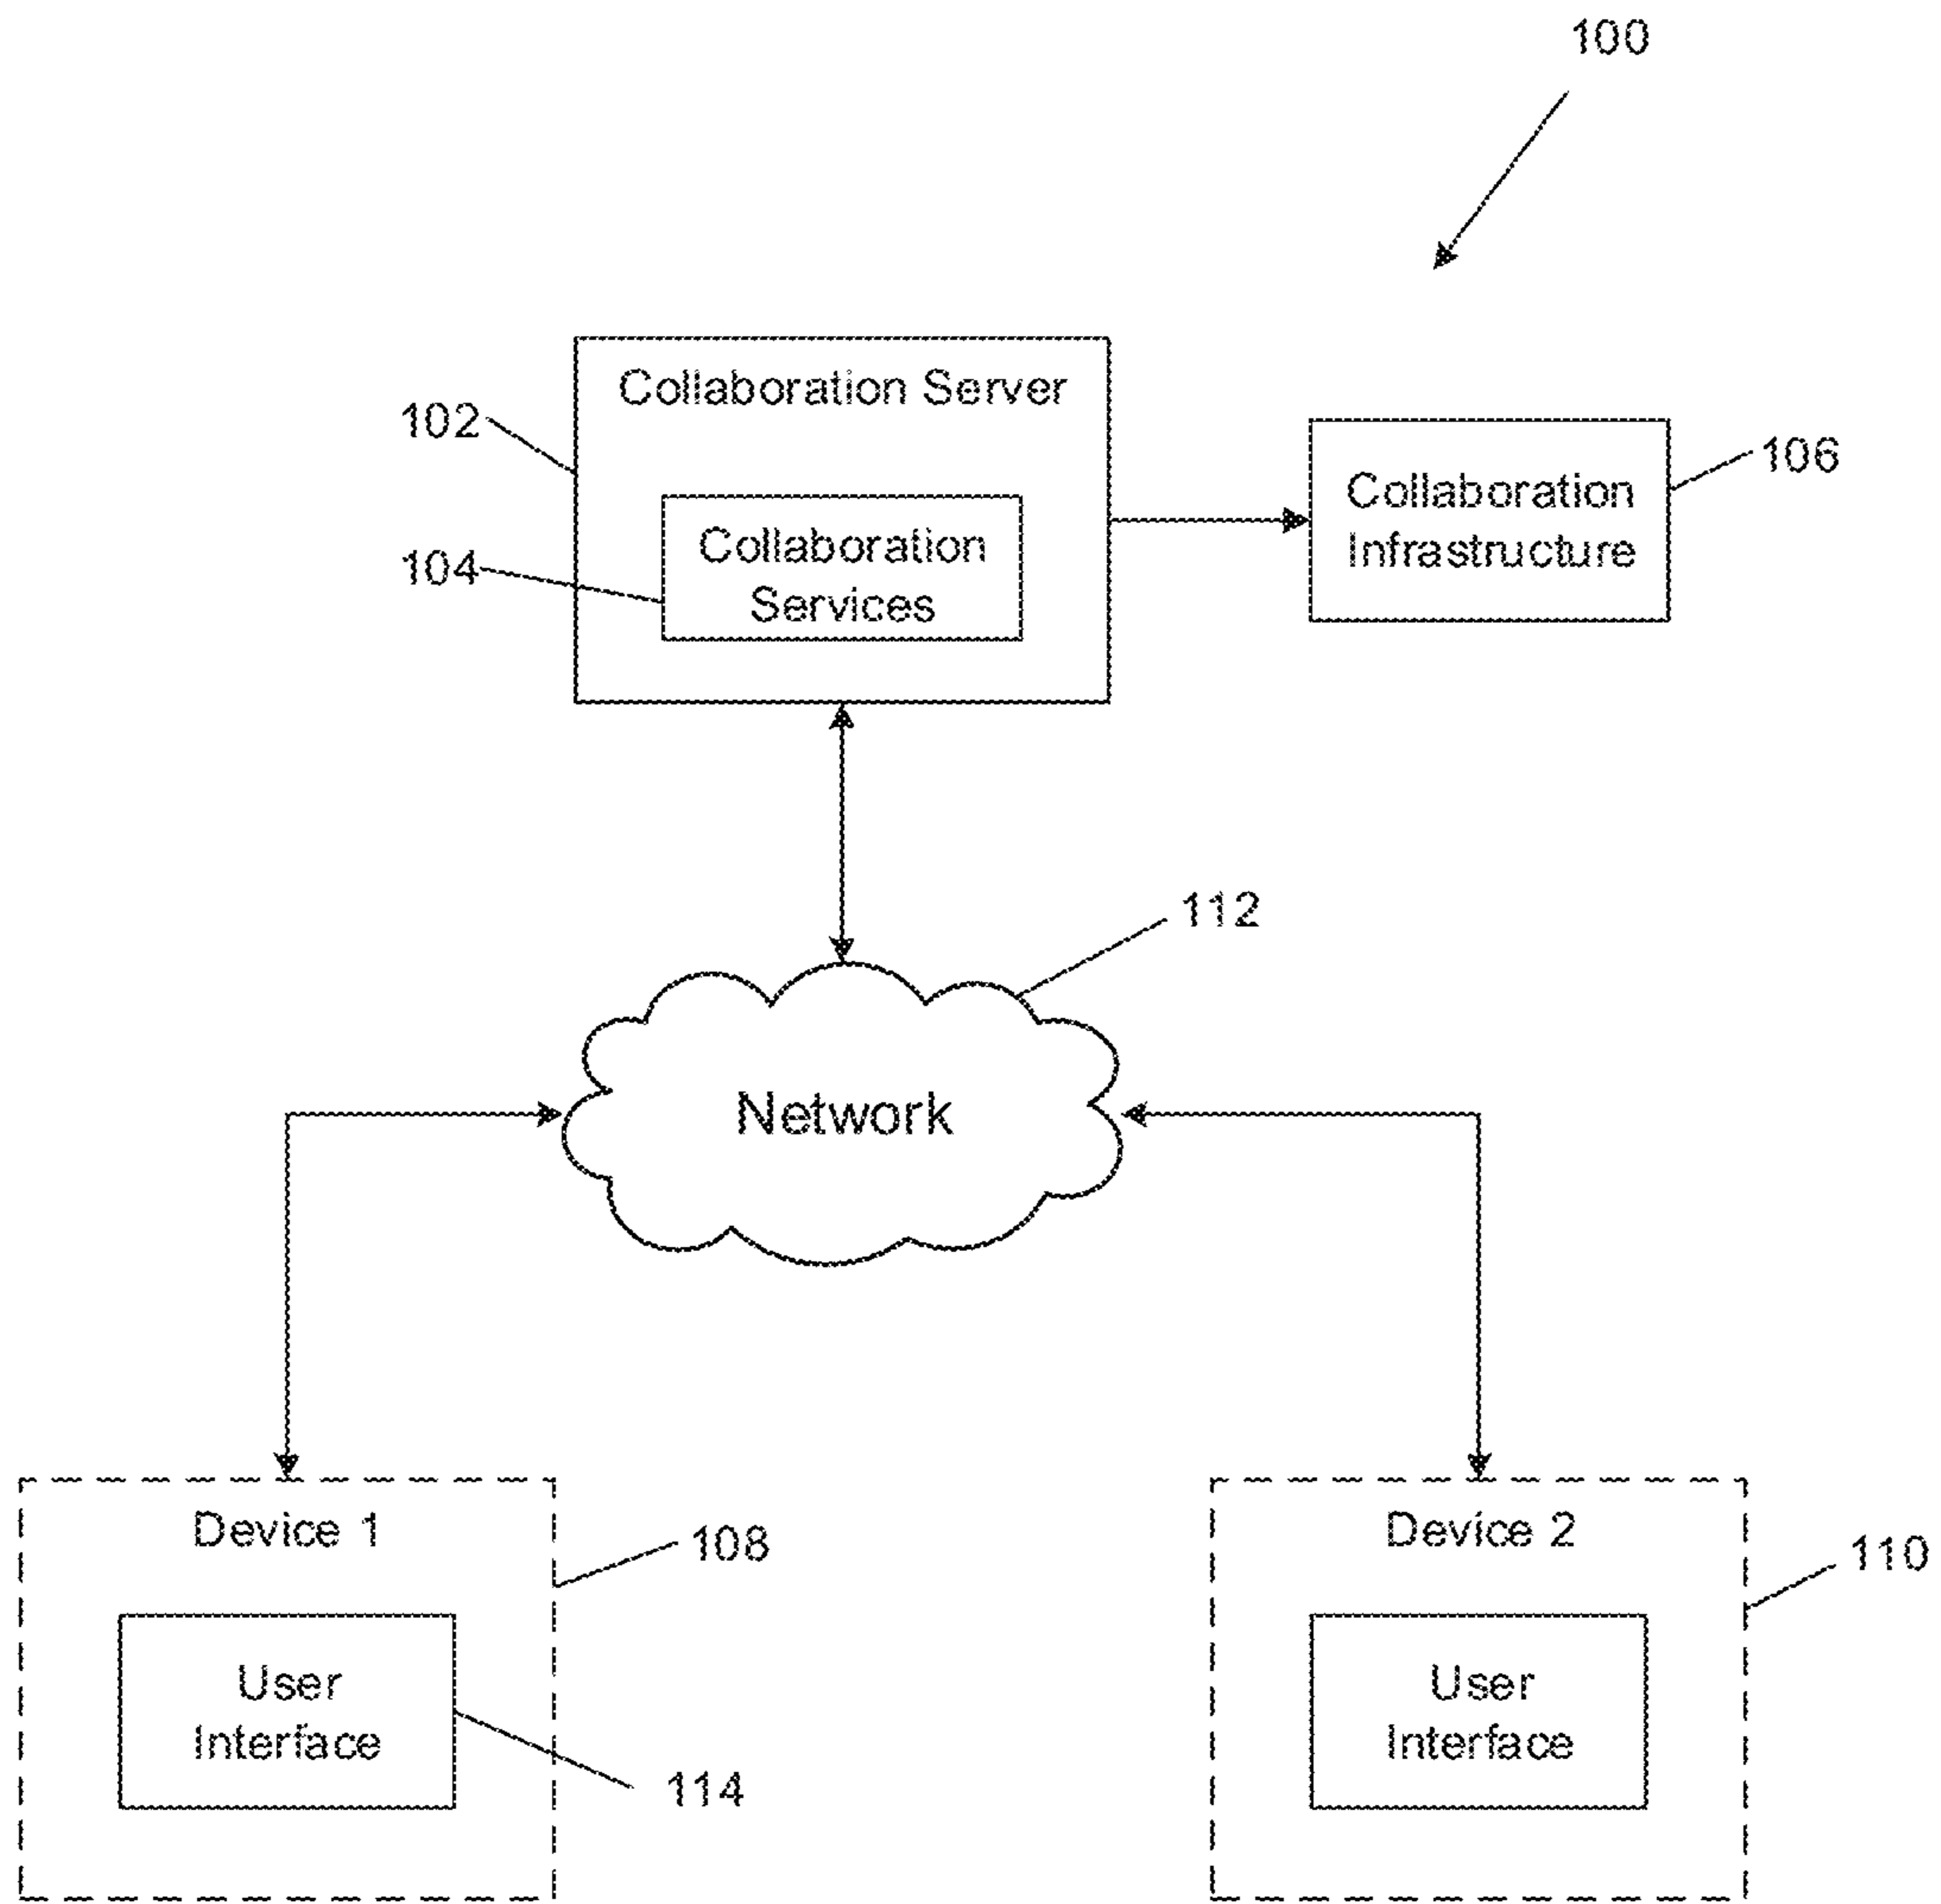 100
Collaboration Server
102
106
Collaboration
Infrastructure
Collaboration
Services
104
112
Network
Device 1
108
User
Interface
114
Device 2
110
User
Interface